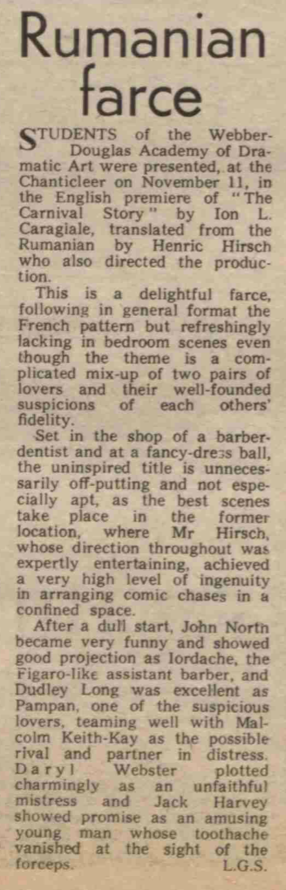 Rumanian
farce
STUDENTS of the Webber-
Douglas Academy of Dra-
matic Art were presented, at the
Chanticleer on November 11, in
the English premiere of "The
Carnival Story" by Ion L.
Caragiale, translated from the
Rumanian by Henric Hirsch
who also directed the produc-
tion.
This is a delightful farce,
following in general format the
French pattern but refreshingly
lacking in bedroom scenes even
though the theme is a com-
plicated mix-up of two pairs of
lovers and their well-founded
suspicions of each others'
fidelity.
Set in the shop of a barber-
dentist and at a fancy-dress ball,
the uninspired title is unneces-
sarily off-putting and not espe-
cially apt, as the best scenes
take place in the former
location, where Mr Hirsch,
whose direction throughout was
expertly entertaining, achieved
a very high level of ingenuity
in arranging comic chases in a
confined space.
After a dull start, John North
became very funny and showed
good projection as Iordache, the
Figaro-like assistant barber, and
Dudley Long was excellent as
Pampan, one of the suspicious
lovers, teaming well with Mal-
colm Keith-Kay as the possible
rival and partner in distress.
Daryl Webster plotted
charmingly as an unfaithful
mistress and Jack Harvey
showed promise as an amusing
young man whose toothache
vanished at the sight of the
forceps. L.G.S.